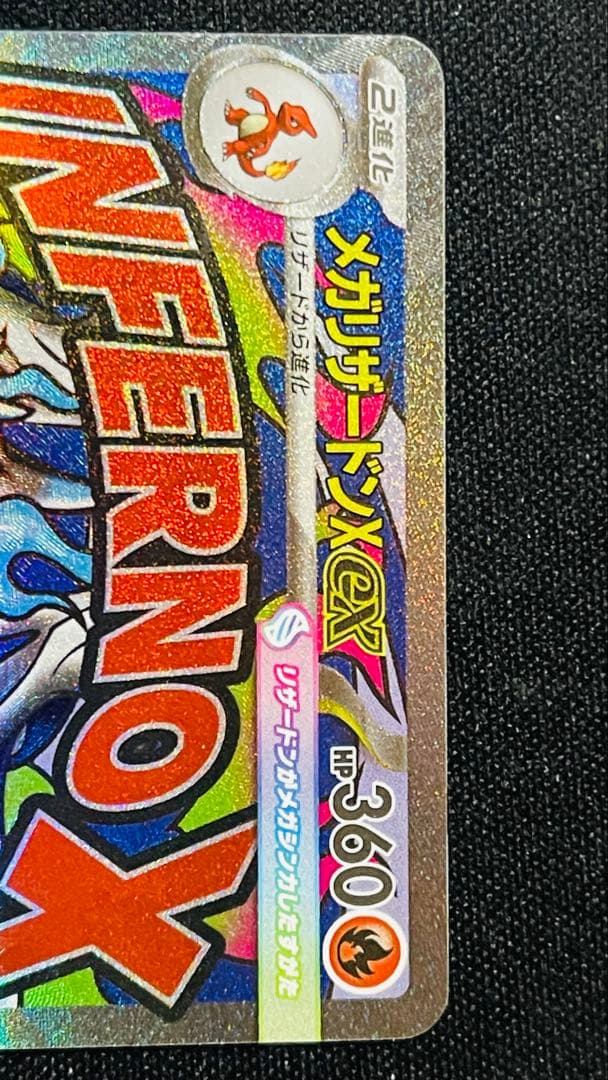 2進化
メガリザードンXex
HP360
リザードから進化
リザードンがメガシンカしたすがた
INFERNOX